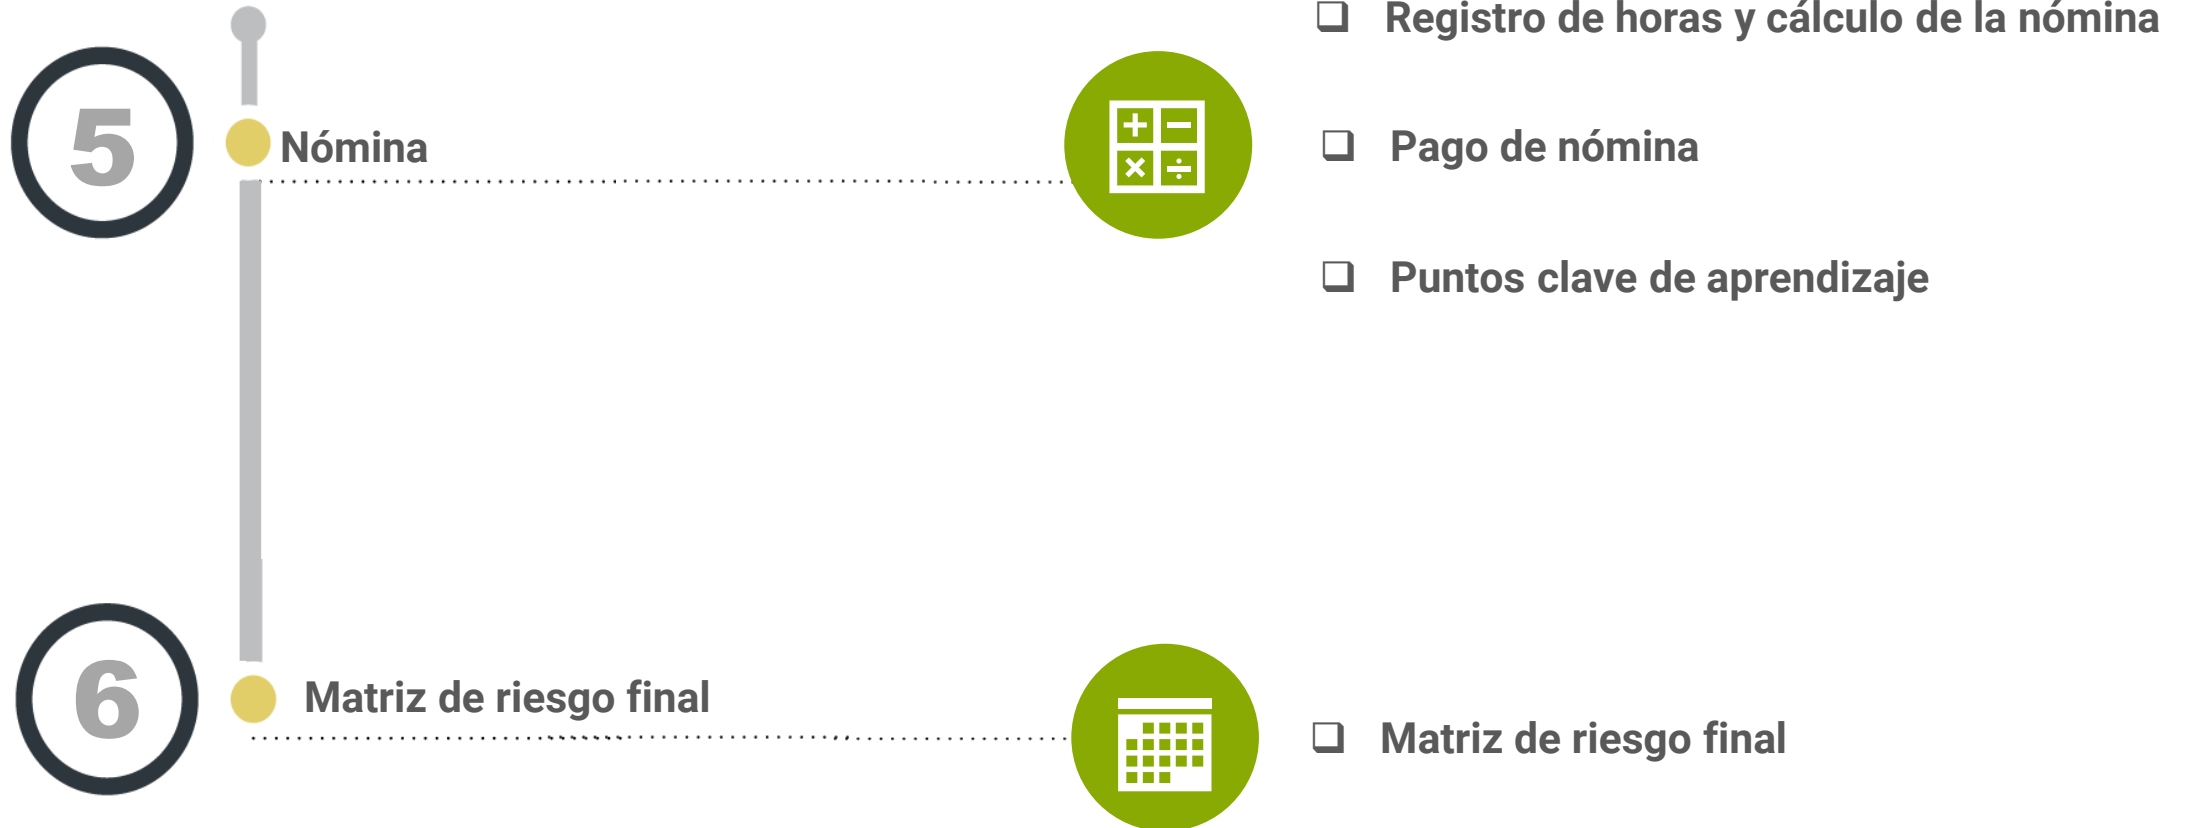 Registro de horas y cálculo de la nómina
5
Nómina
Pago de nómina
Puntos clave de aprendizaje
6
Matriz de riesgo final
Matriz de riesgo final